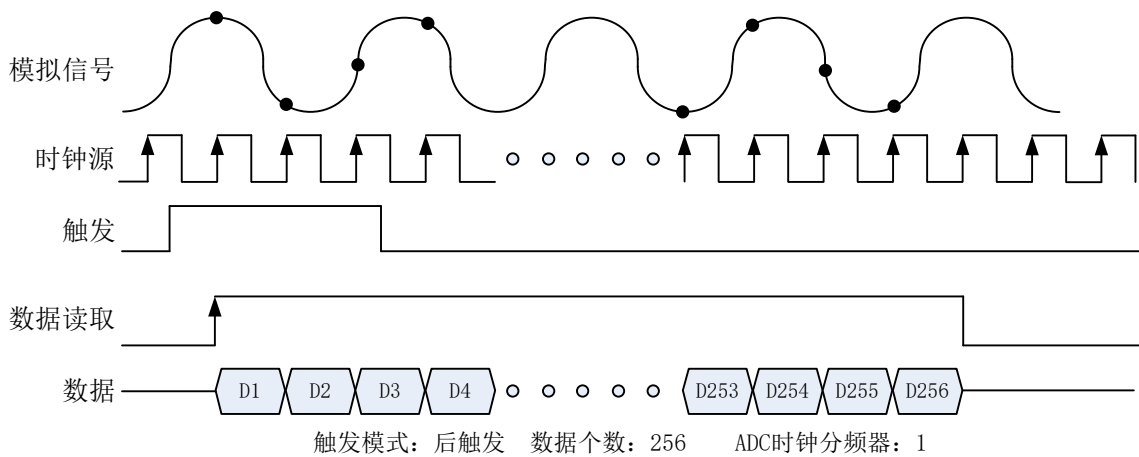 模拟信号
时钟源
触发
数据读取
数据 D1 D2 D3 D4 D253 D254 D255 D256
触发模式：后触发 数据个数：256 ADC时钟分频器：1